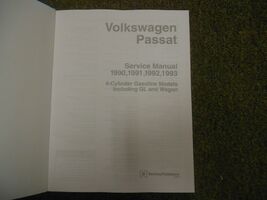 Volkswagen
Passat
Service Manual
1990, 1991, 1992, 1993
4-Cylinder Gasoline Models
Including GL and Wagon